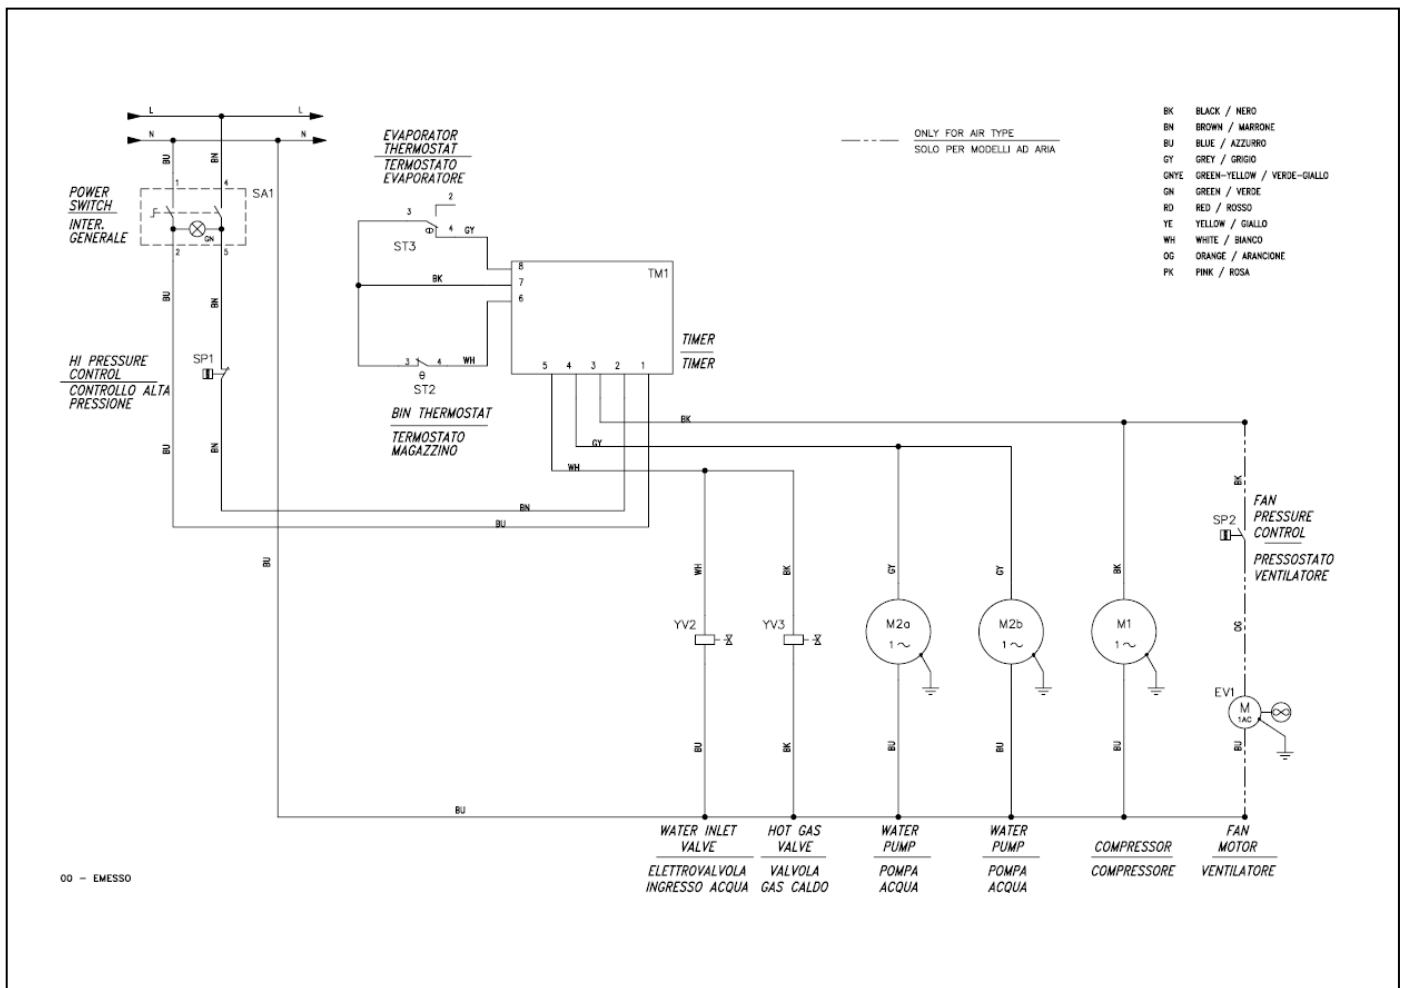 L
L
N
N
BU
BN
1
4
SA1
POWER
SWITCH
INTER.
GENERALE
GN
2
5
BU
BN
HI PRESSURE
CONTROL
CONTROLLO ALTA
PRESSIONE
SP1
BU
BN
EVAPORATOR
THERMOSTAT
TERMOSTATO
EVAPORATORE
2
3
4
GY
ST3
BK
3
4
WH
ST2
BIN THERMOSTAT
TERMOSTATO
MAGAZZINO
8
7
6
TM1
5
4
3
2
1
TIMER
TIMER
ONLY FOR AIR TYPE
SOLO PER MODELLI AD ARIA
BK BLACK / NERO
BN BROWN / MARRONE
BU BLUE / AZZURRO
GY GREY / GRIGIO
GNYE GREEN-YELLOW / VERDE-GIALLO
GN GREEN / VERDE
RD RED / ROSSO
YE YELLOW / GIALLO
WH WHITE / BIANCO
OG ORANGE / ARANCIONE
PK PINK / ROSA
BK
GY
WH
BN
BU
BU
WH
BK
GY
GY
BK
BK
SP2
FAN
PRESSURE
CONTROL
PRESSOSTATO
VENTILATORE
YV2
YV3
M2a
1~
M2b
1~
M1
1~
OG
EV1
M
1AC
BU
BK
BU
BU
BU
BU
BU
WATER INLET
VALVE
ELETTROVALVOLA
INGRESSO ACQUA
HOT GAS
VALVE
VALVOLA
GAS CALDO
WATER
PUMP
POMPA
ACQUA
WATER
PUMP
POMPA
ACQUA
COMPRESSOR
COMPRESSORE
FAN
MOTOR
VENTILATORE
00 - EMESSO